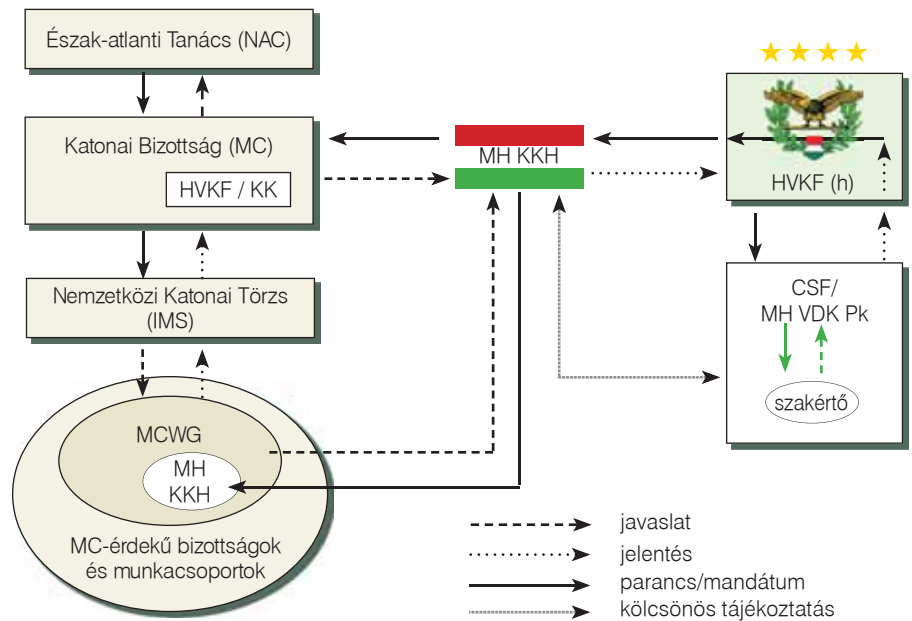 Észak-atlanti Tanács (NAC)
Katonai Bizottság (MC)
HVKF / KK
Nemzetközi Katonai Törzs
(IMS)
MCWG
MH
KKH
MC-érdekű bizottságok
és munkacsoportok
MH KKH
HVKF (h)
CSF/
MH VDK Pk
szakértő
javaslat
jelentés
parancs/mandátum
kölcsönös tájékoztatás